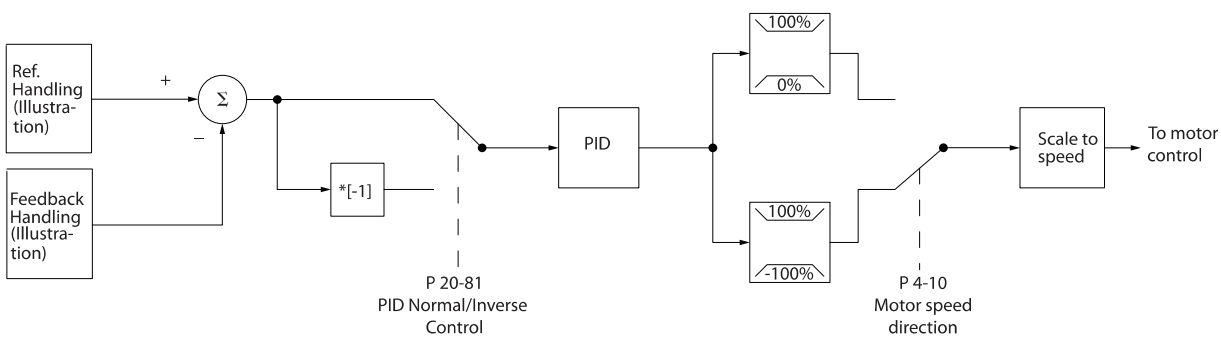 Ref.
Handling
(Illustra-
tion)
+
Σ
−
Feedback
Handling
(Illustra-
tion)
*[-1]
P 20-81
PID Normal/Inverse
Control
PID
100%
0%
100%
-100%
P 4-10
Motor speed
direction
Scale to
speed
To motor
control